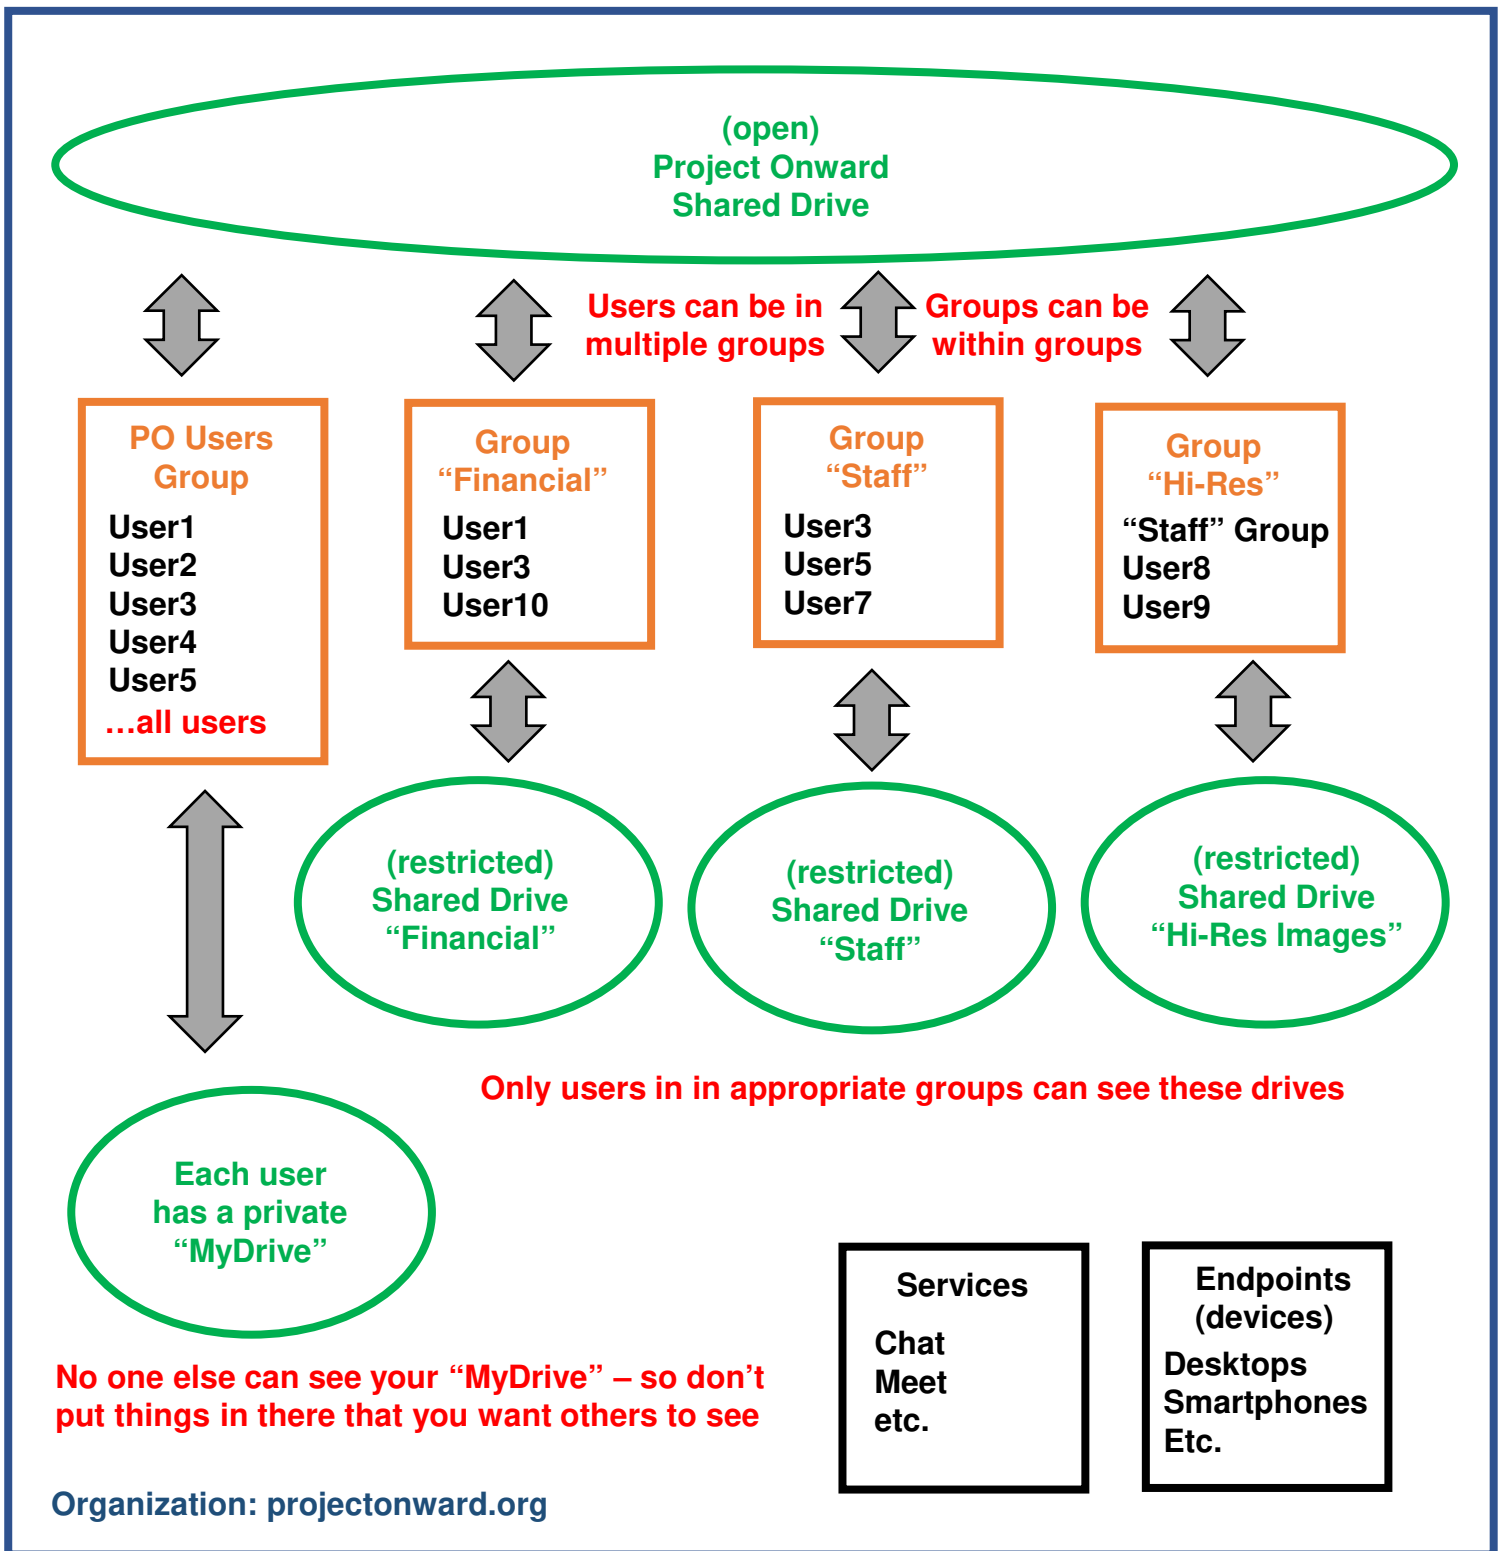 (open)
Project Onward
Shared Drive
Users can be in
multiple groups
Groups can be
within groups
PO Users
Group
User1
User2
User3
User4
User5
…all users
Group
“Financial”
User1
User3
User10
Group
“Staff”
User3
User5
User7
Group
“Hi-Res”
“Staff” Group
User8
User9
(restricted)
Shared Drive
“Financial”
(restricted)
Shared Drive
“Staff”
(restricted)
Shared Drive
“Hi-Res Images”
Only users in in appropriate groups can see these drives
Each user
has a private
“MyDrive”
No one else can see your “MyDrive” – so don’t
put things in there that you want others to see
Services
Chat
Meet
etc.
Endpoints
(devices)
Desktops
Smartphones
Etc.
Organization: projectonward.org